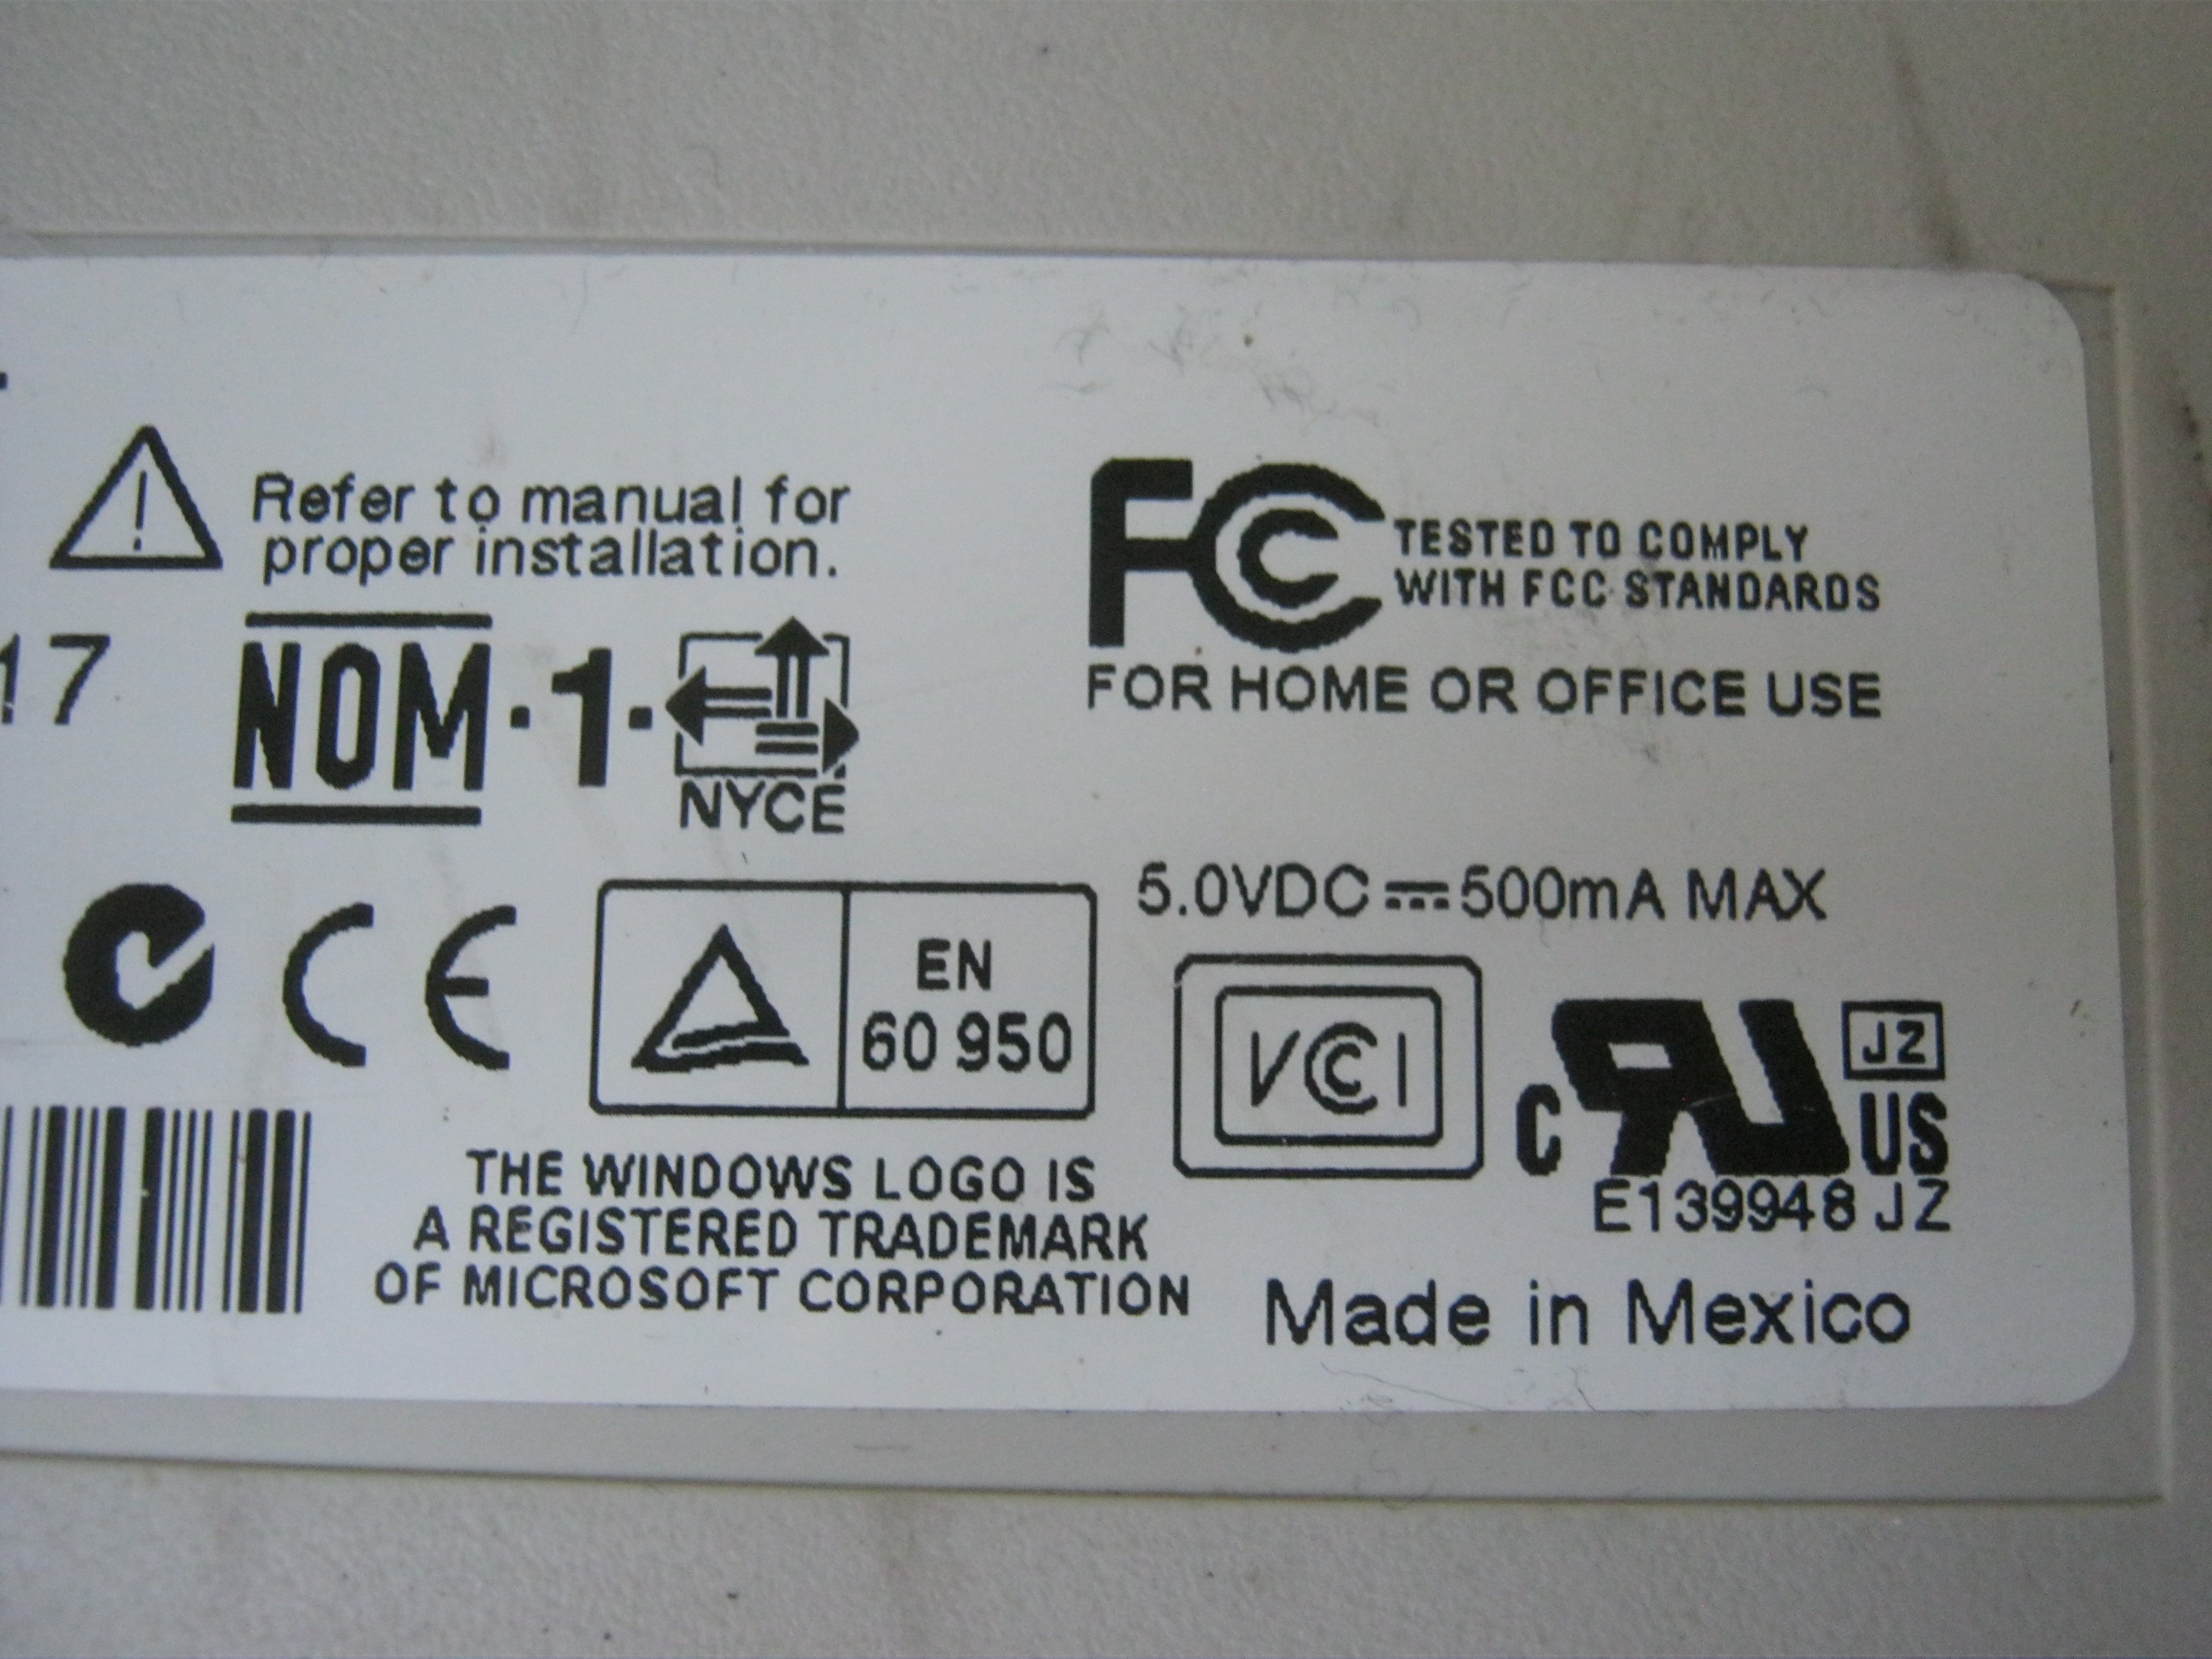 Refer to manual for
proper installation.
17
NOM-1-
NYCE
FC TESTED TO COMPLY
WITH FCC STANDARDS
FOR HOME OR OFFICE USE
CE
EN
60 950
5.0VDC⎓500mA MAX
VCCI
C RU US
JZ
E139948 JZ
THE WINDOWS LOGO IS
A REGISTERED TRADEMARK
OF MICROSOFT CORPORATION
Made in Mexico